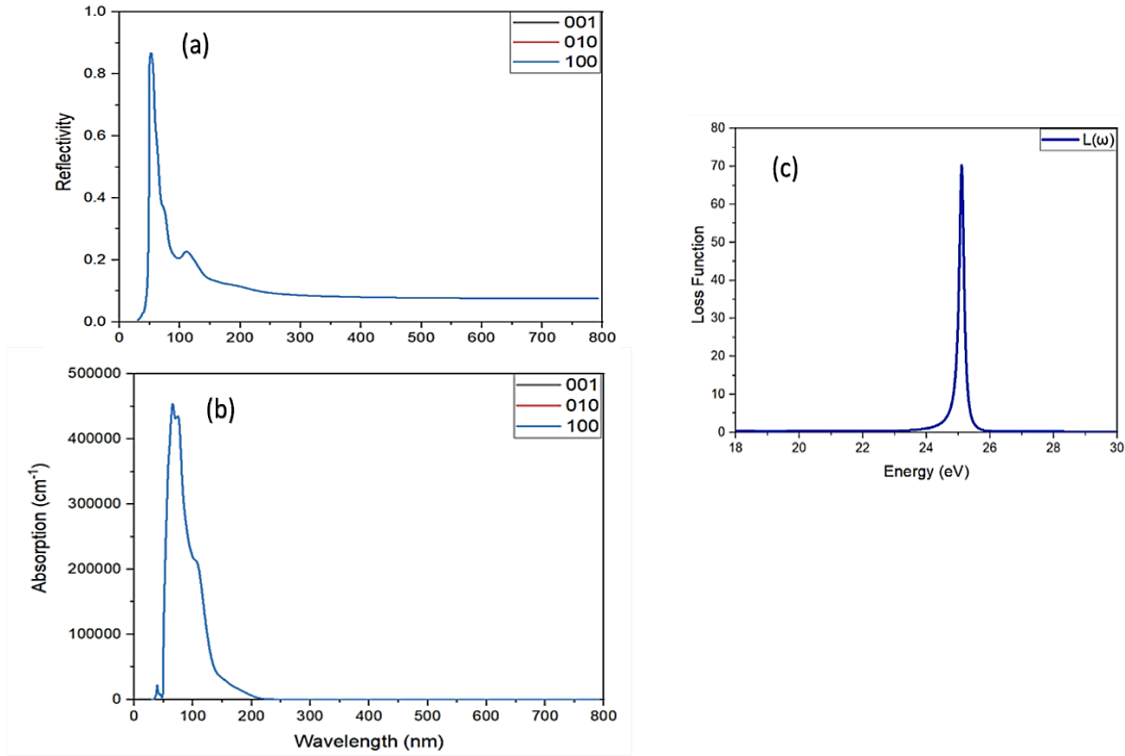 (a)
001
010
100
Reflectivity
1.0
0.8
0.6
0.4
0.2
0.0
0 100 200 300 400 500 600 700 800
(b)
001
010
100
Absorption (cm⁻¹)
500000
400000
300000
200000
100000
0
0 100 200 300 400 500 600 700 800
Wavelength (nm)
(c)
L(ω)
Loss Function
80
70
60
50
40
30
20
10
0
18 20 22 24 26 28 30
Energy (eV)